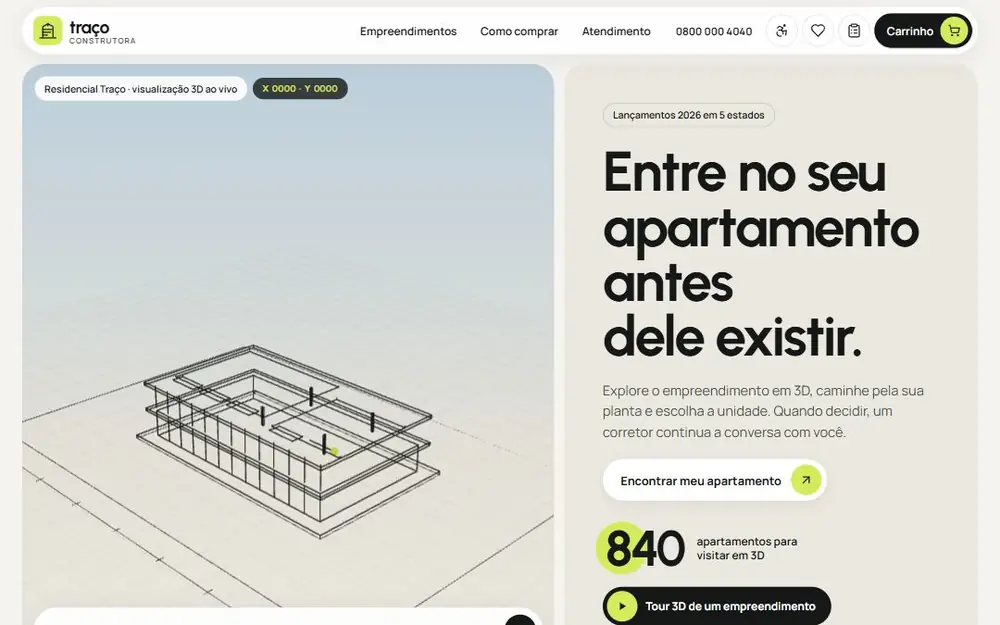 traço
CONSTRUTORA
Empreendimentos
Como comprar
Atendimento
0800 000 4040
Carrinho
Residencial Traço · visualização 3D ao vivo
X 0000 · Y 0000
Lançamentos 2026 em 5 estados
Entre no seu
apartamento
antes
dele existir.
Explore o empreendimento em 3D, caminhe pela sua
planta e escolha a unidade. Quando decidir, um
corretor continua a conversa com você.
Encontrar meu apartamento
840
apartamentos para
visitar em 3D
Tour 3D de um empreendimento